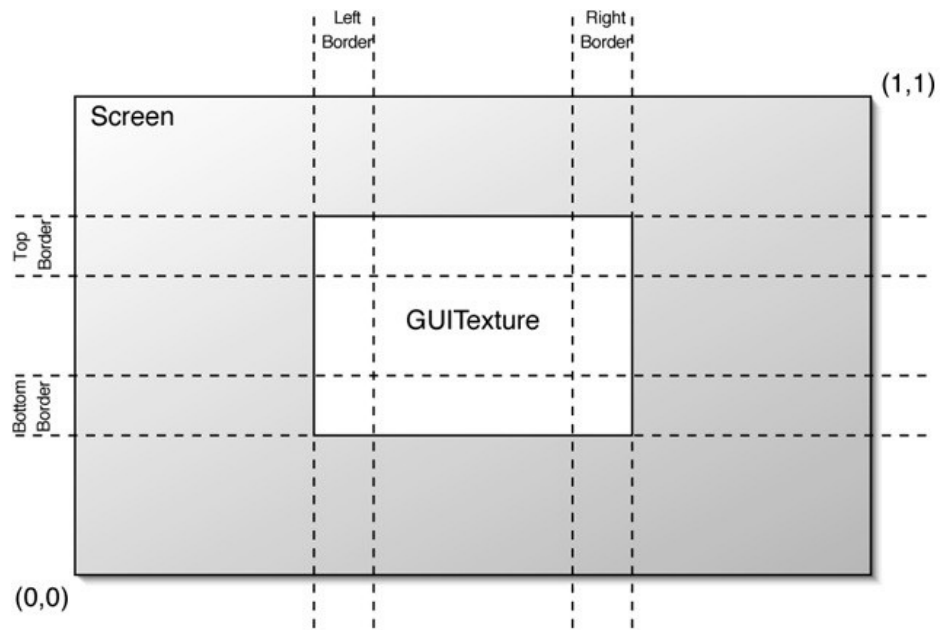 Left
Border
Right
Border
(1,1)
Screen
Top
Border
GUITexture
Bottom
Border
(0,0)